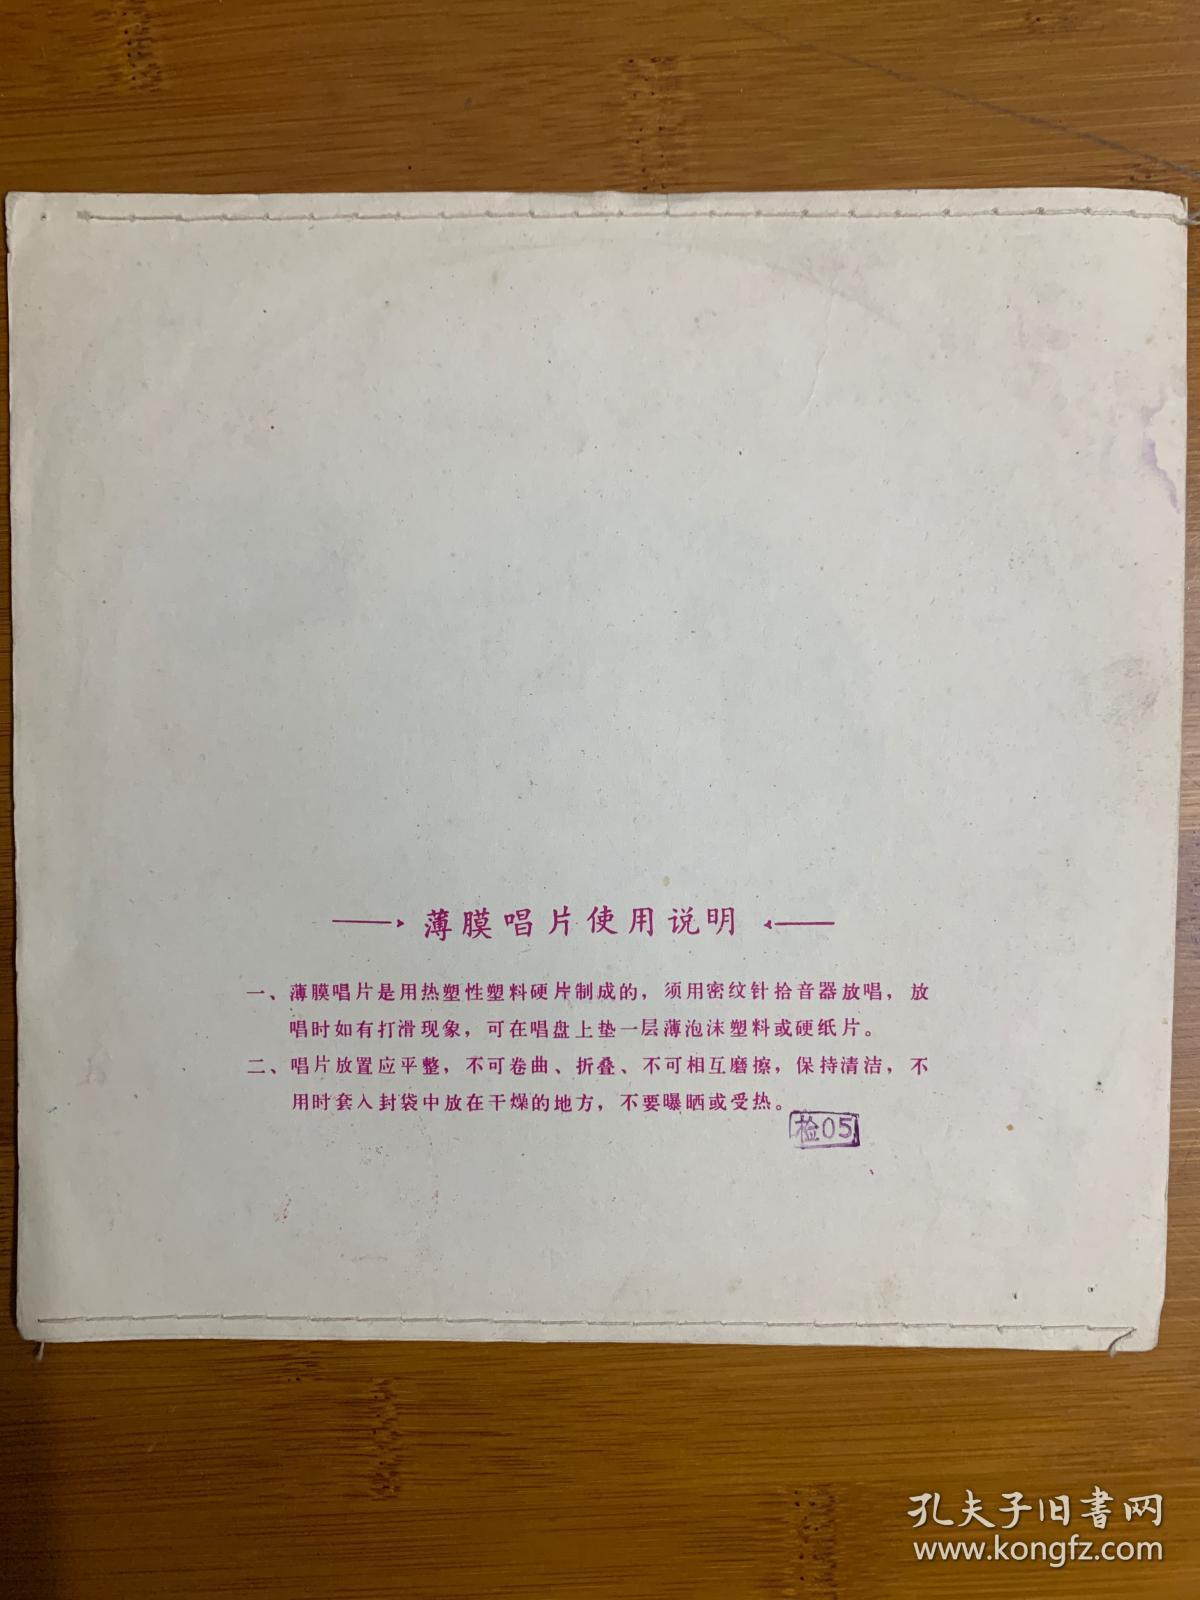 薄膜唱片使用说明
一、薄膜唱片是用热塑性塑料硬片制成的，须用密纹针拾音器放唱，放
唱时如有打滑现象，可在唱盘上垫一层薄泡沫塑料或硬纸片。
二、唱片放置应平整，不可卷曲、折叠、不可相互磨擦，保持清洁，不
用时套入封袋中放在干燥的地方，不要曝晒或受热。
检05
孔夫子旧书网
www.kongfz.com